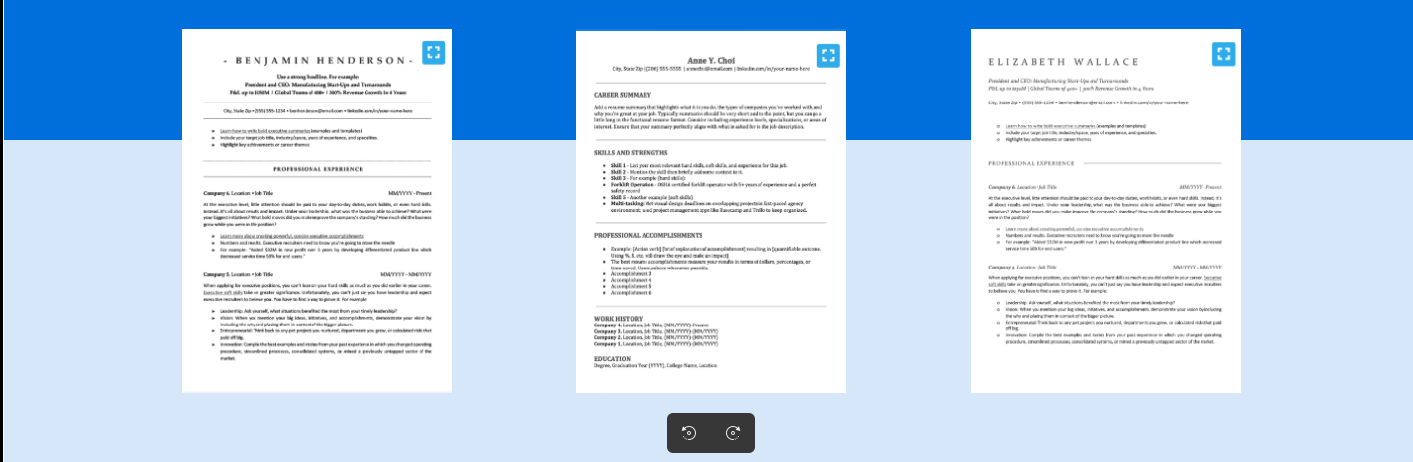 - BENJAMIN HENDERSON -
Use a strong headline. For example:
President and CEO: Manufacturing Start-Ups and Turnarounds
P&L up to $10MM | Global Teams of 400+ | 300% Revenue Growth in 4 Years
City, State Zip • (555) 555-1234 • benhenderson@email.com • linkedin.com/in/your-name-here
» Learn how to write bold executive summaries (examples and templates)
» Include your target job title, industry/space, years of experience, and specialties.
» Highlight key achievements or career themes
PROFESSIONAL EXPERIENCE
Company 6, Location • Job Title MM/YYYY - Present
At the executive level, little attention should be paid to your day-to-day duties, work habits, or even hard skills.
Instead, it's all about results and impact. Under your leadership, what was the business able to achieve? What were
your biggest initiatives? What bold moves did you make to improve the company's standing? How much did the business
grow while you were in the position?
» Learn more about creating powerful, concise executive accomplishments
» Numbers and results. Executive recruiters need to know you're going to move the needle
» For example: "Added $32M in new profit over 3 years by developing differentiated product line which
decreased service time 50% for end users."
Company 5, Location • Job Title MM/YYYY - MM/YYYY
When applying for executive positions, you can't lean on your hard skills as much as you did earlier in your career.
Executive soft skills take on greater significance. Unfortunately, you can't just say you have leadership and expect
executive recruiters to believe you. You have to find a way to prove it. For example:
» Leadership: Ask yourself, what situations benefited the most from your timely leadership?
» Vision: When you mention your big ideas, initiatives, and accomplishments, demonstrate your vision by
including the why and placing them in context of the bigger picture.
» Entrepreneurial: Think back to any pet projects you nurtured, departments you grew, or calculated risks that
paid off big.
» Innovation: Compile the best examples and stories from your past experience in which you changed operating
procedure, streamlined processes, consolidated systems, or mined a previously untapped sector of the
market.
Anne Y. Choi
City, State Zip | (206) 555-5555 | | linkedin.com/in/your-name-here
CAREER SUMMARY
Add a resume summary that highlights what it is you do, the types of companies you've worked with and
why you're great at your job. Typically summaries should be very short and to the point, but you can go a
little long in the functional resume format. Consider including experience levels, specializations, or areas of
interest. Ensure that your summary perfectly aligns with what is asked for in the job description.
SKILLS AND STRENGTHS
• Skill 1 - List your most relevant hard skills, soft skills, and experience for this job.
• Skill 2 - Mention the skill then briefly add some context to it.
• Skill 3 - For example (hard skills):
• Forklift Operation - OSHA certified forklift operator with 5+ years of experience and a perfect
safety record
• Skill 5 - Another example (soft skills)
• Multi-tasking: Met visual design deadlines on overlapping projects in fast-paced agency
environment; used project management apps like Basecamp and Trello to keep organized.
PROFESSIONAL ACCOMPLISHMENTS
• Example: [Action verb] [brief explanation of accomplishment] resulting in [quantifiable outcome.
Using %, $, etc. will draw the eye and make an impact]
• The best resume accomplishments measure your results in terms of dollars, percentages, or
time saved. Use numbers whenever possible.
• Accomplishment 3
• Accomplishment 4
• Accomplishment 5
• Accomplishment 6
WORK HISTORY
Company 4, Location, Job Title, (MM/YYYY)-Present
Company 3, Location, Job Title, (MM/YYYY)-(MM/YYYY)
Company 2, Location, Job Title, (MM/YYYY)-(MM/YYYY)
Company 1, Location, Job Title, (MM/YYYY)-(MM/YYYY)
EDUCATION
Degree, Graduation Year (YYYY), College Name, Location
ELIZABETH WALLACE
President and CEO: Manufacturing Start-Ups and Turnarounds
P&L up to $10M | Global Teams of 400+ | 300% Revenue Growth in 4 Years
City, State Zip • (555) 555-1234 • benhenderson@email.com • linkedin.com/in/your-name-here
» Learn how to write bold executive summaries (examples and templates)
» Include your target job title, industry/space, years of experience, and specialties.
» Highlight key achievements or career themes
PROFESSIONAL EXPERIENCE
Company 6, Location | Job Title MM/YYYY - Present
At the executive level, little attention should be paid to your day-to-day duties, work habits, or even hard skills. Instead, it's
all about results and impact. Under your leadership, what was the business able to achieve? What were your biggest
initiatives? What bold moves did you make to improve the company's standing? How much did the business grow while you
were in the position?
» Learn more about creating powerful, concise executive accomplishments
» Numbers and results. Executive recruiters need to know you're going to move the needle
» For example: "Added $32M in new profit over 3 years by developing differentiated product line which decreased
service time 50% for end users."
Company 5, Location | Job Title MM/YYYY - MM/YYYY
When applying for executive positions, you can't lean on your hard skills as much as you did earlier in your career. Executive
soft skills take on greater significance. Unfortunately, you can't just say you have leadership and expect executive recruiters
to believe you. You have to find a way to prove it. For example:
» Leadership: Ask yourself, what situations benefited the most from your timely leadership?
» Vision: When you mention your big ideas, initiatives, and accomplishments, demonstrate your vision by including
the why and placing them in context of the bigger picture.
» Entrepreneurial: Think back to any pet projects you nurtured, departments you grew, or calculated risks that paid
off big.
» Innovation: Compile the best examples and stories from your past experience in which you changed operating
procedure, streamlined processes, consolidated systems, or mined a previously untapped sector of the market.